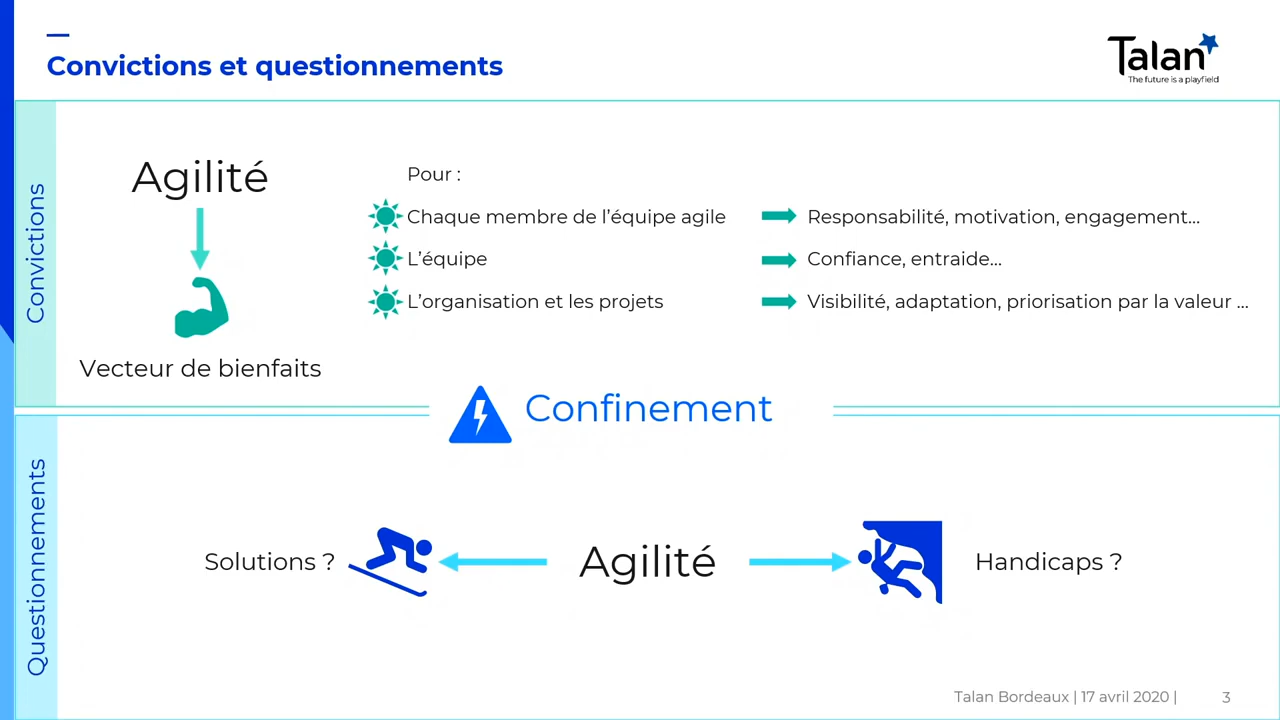 Convictions et questionnements
Talan
The future is a playfield
Convictions
Agilité
Vecteur de bienfaits
Pour :
Chaque membre de l'équipe agile
Responsabilité, motivation, engagement...
L'équipe
Confiance, entraide...
L'organisation et les projets
Visibilité, adaptation, priorisation par la valeur ...
Confinement
Questionnements
Solutions ?
Agilité
Handicaps ?
Talan Bordeaux | 17 avril 2020 |
3